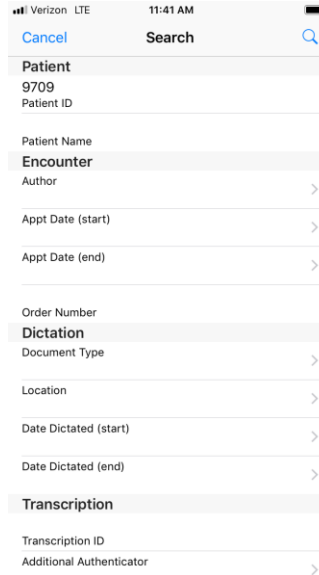 Verizon LTE 11:41 AM
Cancel Search
Patient
9709
Patient ID
Patient Name
Encounter
Author
Appt Date (start)
Appt Date (end)
Order Number
Dictation
Document Type
Location
Date Dictated (start)
Date Dictated (end)
Transcription
Transcription ID
Additional Authenticator